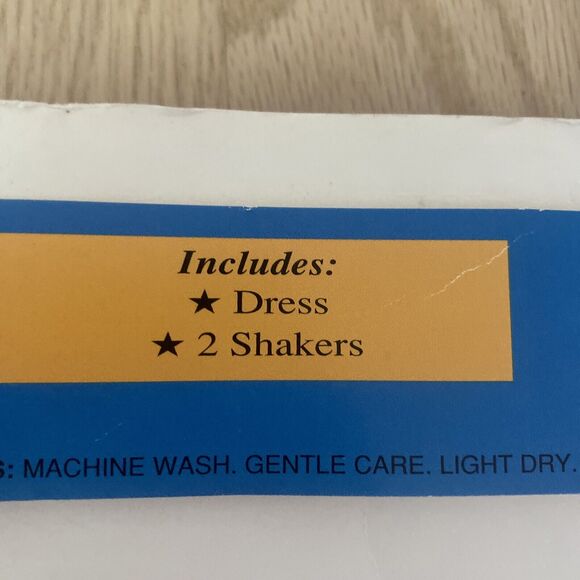 Includes:
★ Dress
★ 2 Shakers
S: MACHINE WASH. GENTLE CARE. LIGHT DRY.